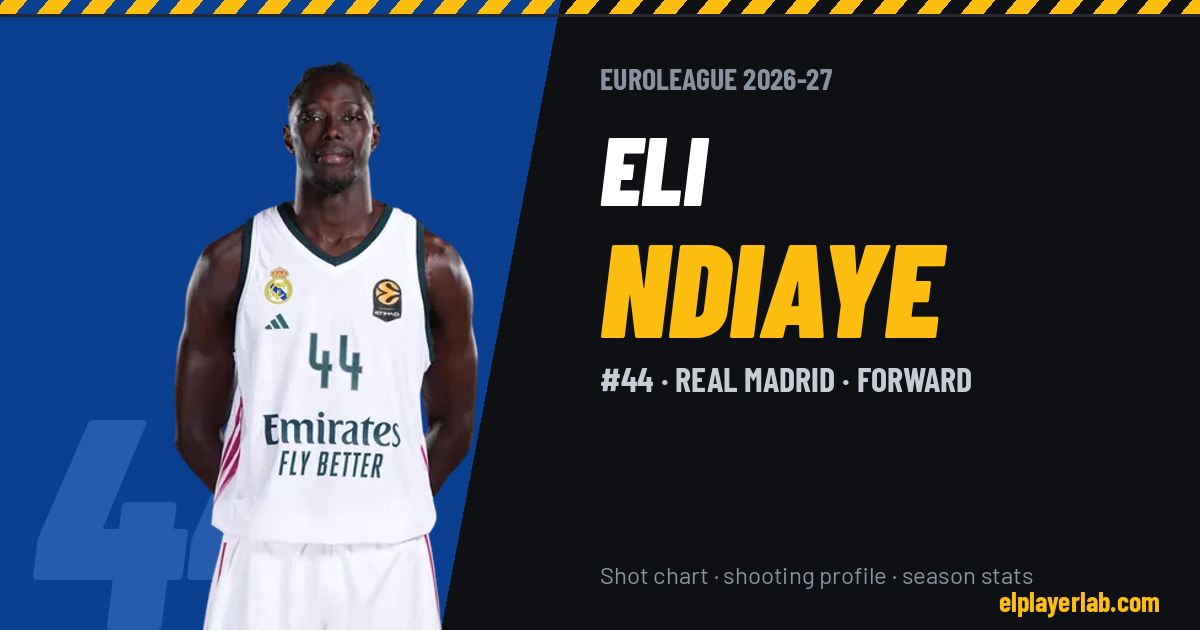 EUROLEAGUE 2026-27
ELI
NDIAYE
#44 · REAL MADRID · FORWARD
44
Emirates
FLY BETTER
44
Shot chart · shooting profile · season stats
elplayerlab.com